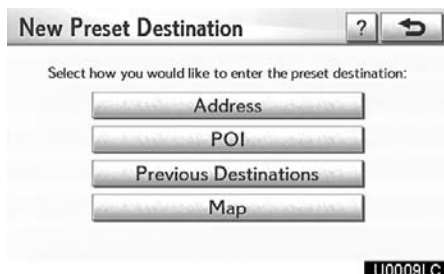 New Preset Destination ?
Select how you would like to enter the preset destination:
Address
POI
Previous Destinations
Map
U0009LC